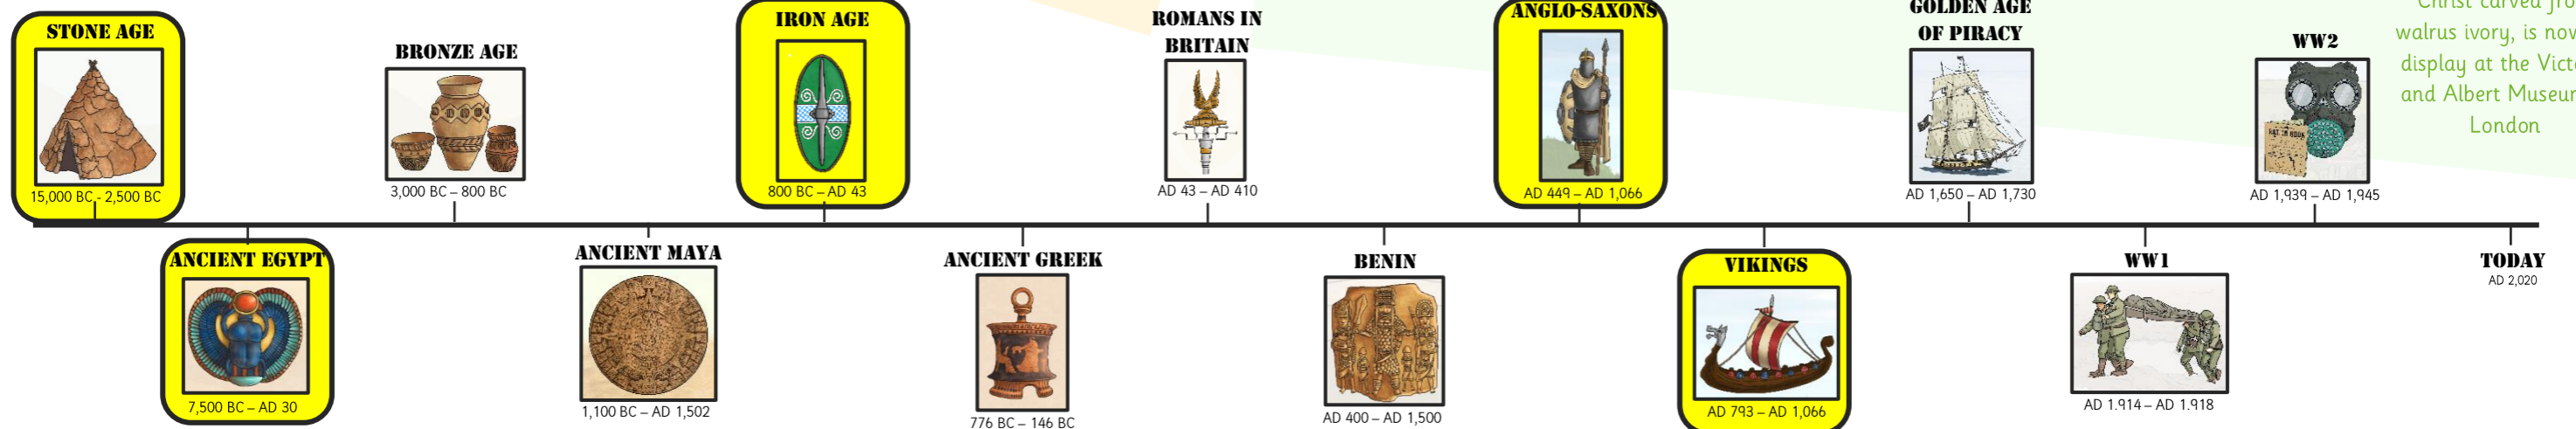 STONE AGE
15,000 BC - 2,500 BC
BRONZE AGE
3,000 BC – 800 BC
IRON AGE
800 BC – AD 43
ROMANS IN
BRITAIN
AD 43 – AD 410
ANGLO-SAXONS
AD 449 – AD 1,066
GOLDEN AGE
OF PIRACY
AD 1,650 – AD 1,730
WW2
AD 1,939 – AD 1,945
Christ carved
walrus ivory, is
display at the
and Albert
London
ANCIENT EGYPT
7,500 BC – AD 30
ANCIENT MAYA
1,100 BC – AD 1,502
ANCIENT GREEK
776 BC – 146 BC
BENIN
AD 400 – AD 1,500
VIKINGS
AD 793 – AD 1,066
WW1
AD 1.914 – AD 1.918
TODAY
AD 2,020